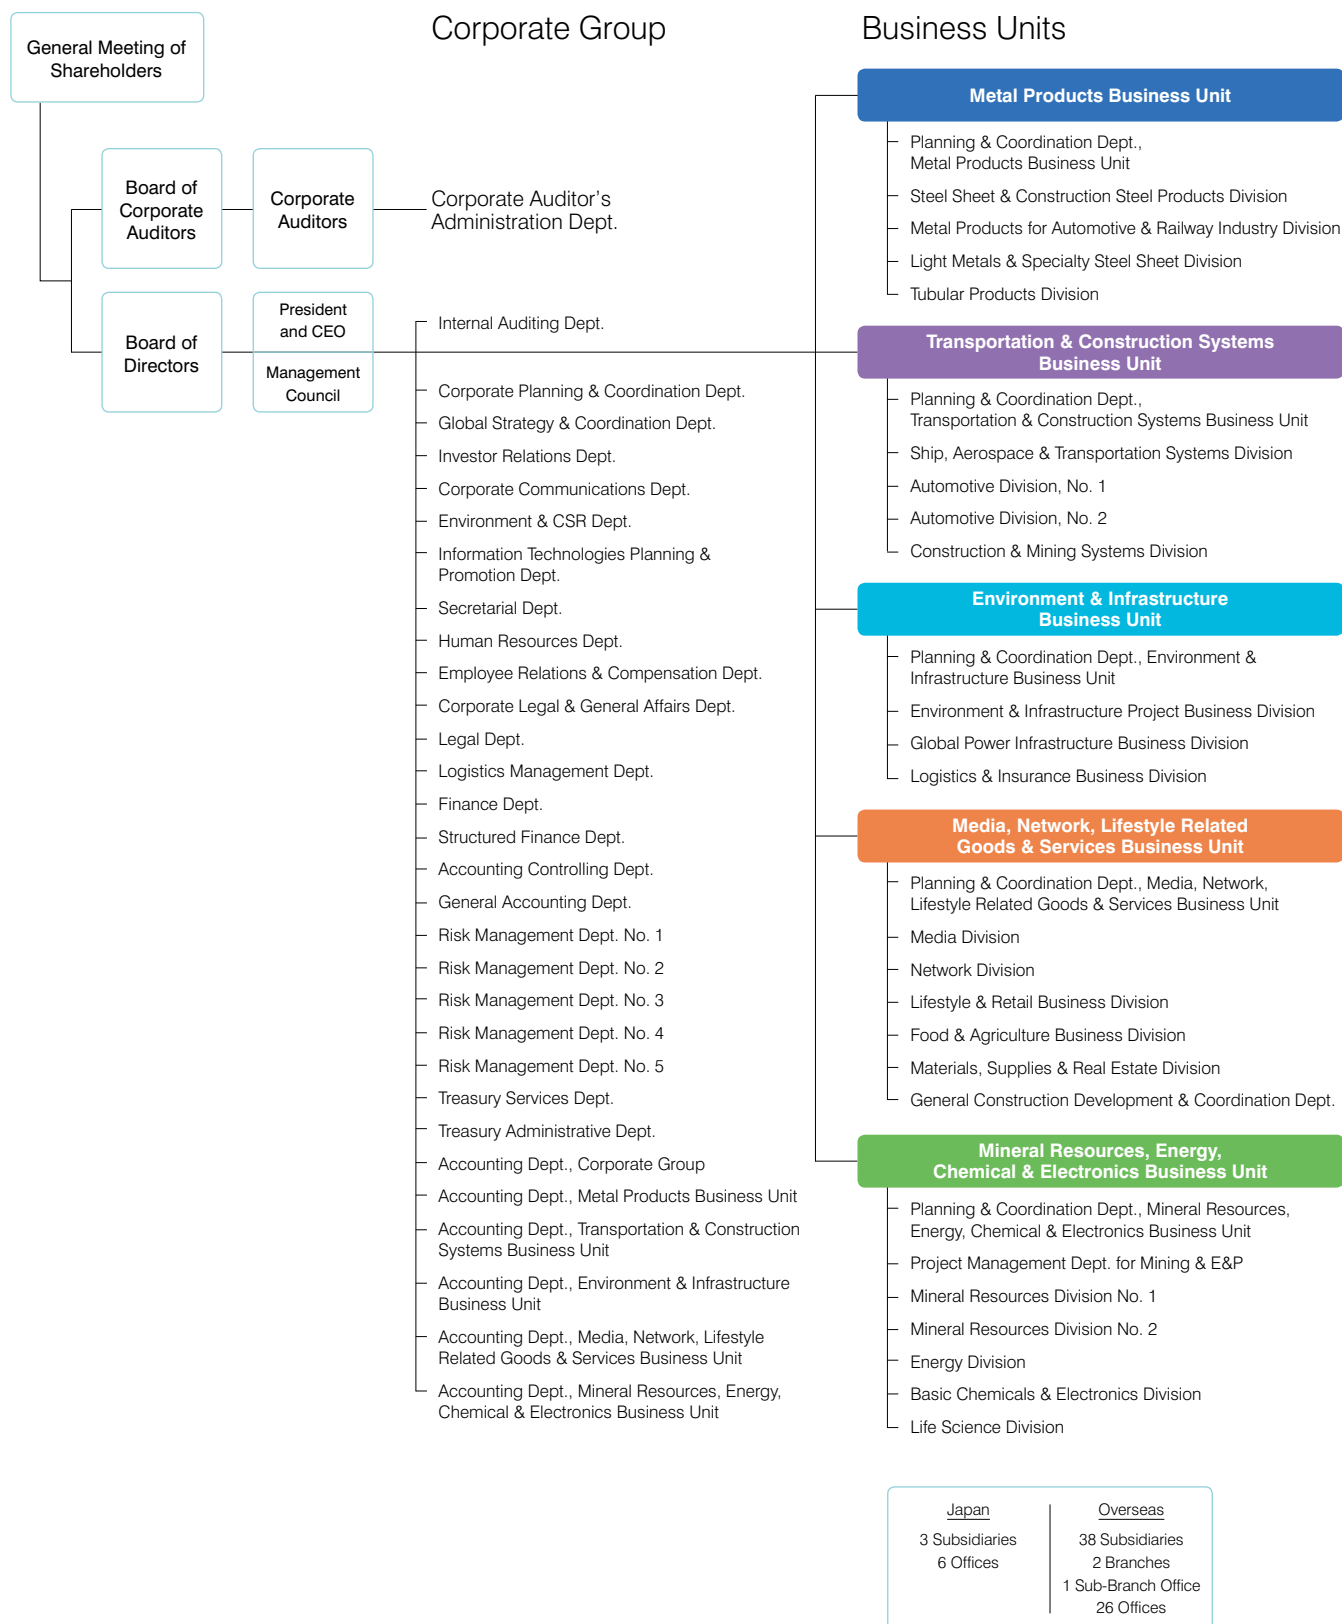 Corporate Group
Business Units
General Meeting of
Shareholders
Board of
Corporate
Auditors
Corporate
Auditors
Corporate Auditor's
Administration Dept.
Board of
Directors
President
and CEO
Management
Council
Internal Auditing Dept.
Corporate Planning & Coordination Dept.
Global Strategy & Coordination Dept.
Investor Relations Dept.
Corporate Communications Dept.
Environment & CSR Dept.
Information Technologies Planning &
Promotion Dept.
Secretarial Dept.
Human Resources Dept.
Employee Relations & Compensation Dept.
Corporate Legal & General Affairs Dept.
Legal Dept.
Logistics Management Dept.
Finance Dept.
Structured Finance Dept.
Accounting Controlling Dept.
General Accounting Dept.
Risk Management Dept. No. 1
Risk Management Dept. No. 2
Risk Management Dept. No. 3
Risk Management Dept. No. 4
Risk Management Dept. No. 5
Treasury Services Dept.
Treasury Administrative Dept.
Accounting Dept., Corporate Group
Accounting Dept., Metal Products Business Unit
Accounting Dept., Transportation & Construction
Systems Business Unit
Accounting Dept., Environment & Infrastructure
Business Unit
Accounting Dept., Media, Network, Lifestyle
Related Goods & Services Business Unit
Accounting Dept., Mineral Resources, Energy,
Chemical & Electronics Business Unit
Metal Products Business Unit
Planning & Coordination Dept.,
Metal Products Business Unit
Steel Sheet & Construction Steel Products Division
Metal Products for Automotive & Railway Industry Division
Light Metals & Specialty Steel Sheet Division
Tubular Products Division
Transportation & Construction Systems
Business Unit
Planning & Coordination Dept.,
Transportation & Construction Systems Business Unit
Ship, Aerospace & Transportation Systems Division
Automotive Division, No. 1
Automotive Division, No. 2
Construction & Mining Systems Division
Environment & Infrastructure
Business Unit
Planning & Coordination Dept., Environment &
Infrastructure Business Unit
Environment & Infrastructure Project Business Division
Global Power Infrastructure Business Division
Logistics & Insurance Business Division
Media, Network, Lifestyle Related
Goods & Services Business Unit
Planning & Coordination Dept., Media, Network,
Lifestyle Related Goods & Services Business Unit
Media Division
Network Division
Lifestyle & Retail Business Division
Food & Agriculture Business Division
Materials, Supplies & Real Estate Division
General Construction Development & Coordination Dept.
Mineral Resources, Energy,
Chemical & Electronics Business Unit
Planning & Coordination Dept., Mineral Resources,
Energy, Chemical & Electronics Business Unit
Project Management Dept. for Mining & E&P
Mineral Resources Division No. 1
Mineral Resources Division No. 2
Energy Division
Basic Chemicals & Electronics Division
Life Science Division
Japan
3 Subsidiaries
6 Offices
Overseas
38 Subsidiaries
2 Branches
1 Sub-Branch Office
26 Offices